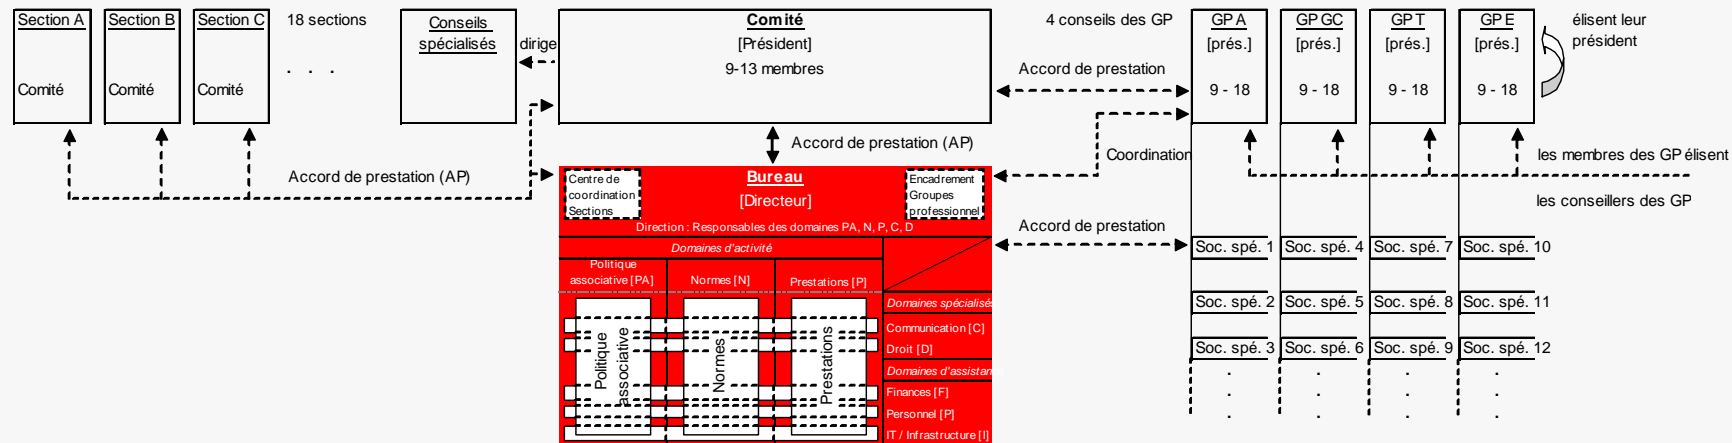 Section A
Comité
Section B
Comité
Section C
Comité
18 sections
. . .
Conseils
spécialisés
dirige
Comité
[Président]
9-13 membres
4 conseils des GP
Accord de prestation
GP A
[prés.]
9 - 18
GP GC
[prés.]
9 - 18
GP T
[prés.]
9 - 18
GP E
[prés.]
9 - 18
élisent leur
président
Accord de prestation (AP)
Accord de prestation (AP)
Coordination
les membres des GP élisent
les conseillers des GP
Centre de
coordination
Sections
Bureau
[Directeur]
Encadrement
Groupes
professionnel
Direction : Responsables des domaines PA, N, P, C, D
Accord de prestation
Domaines d'activité
Politique
associative [PA]
Normes [N]
Prestations [P]
Domaines spécialisés
Communication [C]
Droit [D]
Domaines d'assistan
Finances [F]
Personnel [P]
IT / Infrastructure [I]
Politique
associative
Normes
Prestations
Soc. spé. 1
Soc. spé. 4
Soc. spé. 7
Soc. spé. 10
Soc. spé. 2
Soc. spé. 5
Soc. spé. 8
Soc. spé. 11
Soc. spé. 3
Soc. spé. 6
Soc. spé. 9
Soc. spé. 12
. . . .
. . . .
. . . .